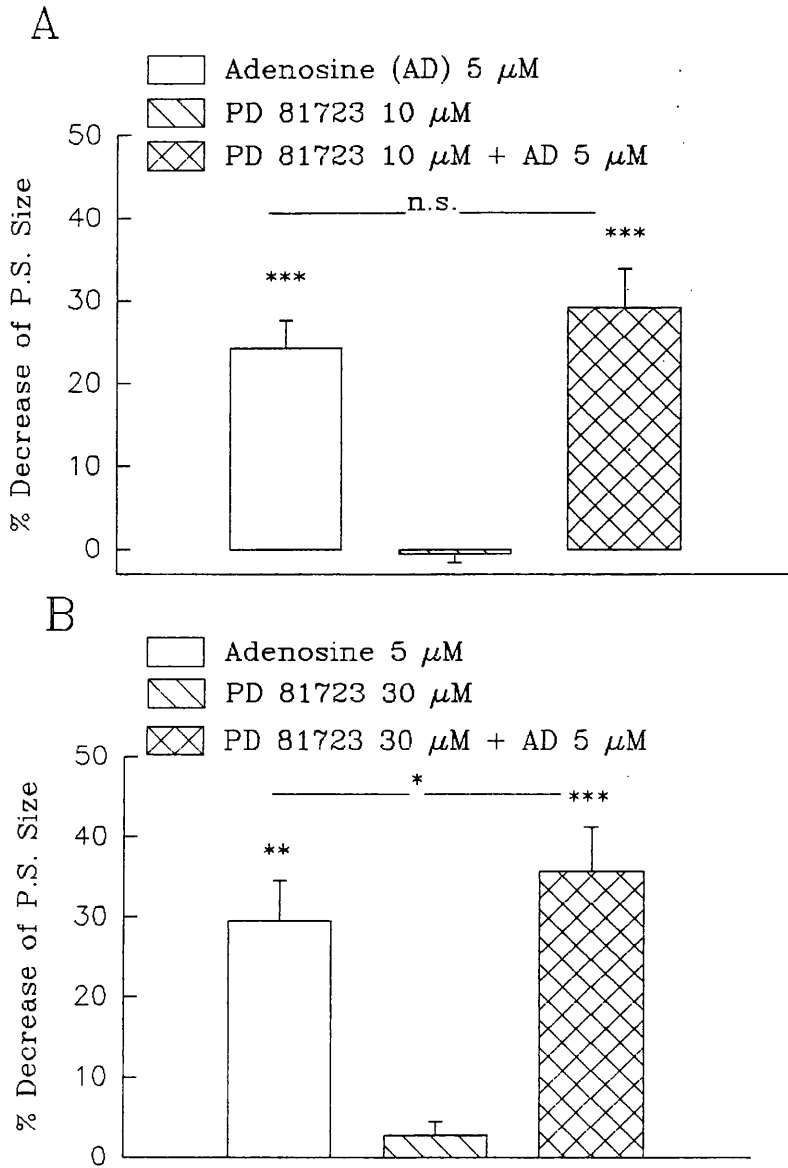 A
Adenosine (AD) 5 μM
PD 81723 10 μM
PD 81723 10 μM + AD 5 μM
% Decrease of P.S. Size
50
40
30
20
10
0
***
n.s.
***
B
Adenosine 5 μM
PD 81723 30 μM
PD 81723 30 μM + AD 5 μM
% Decrease of P.S. Size
50
40
30
20
10
0
**
*
***